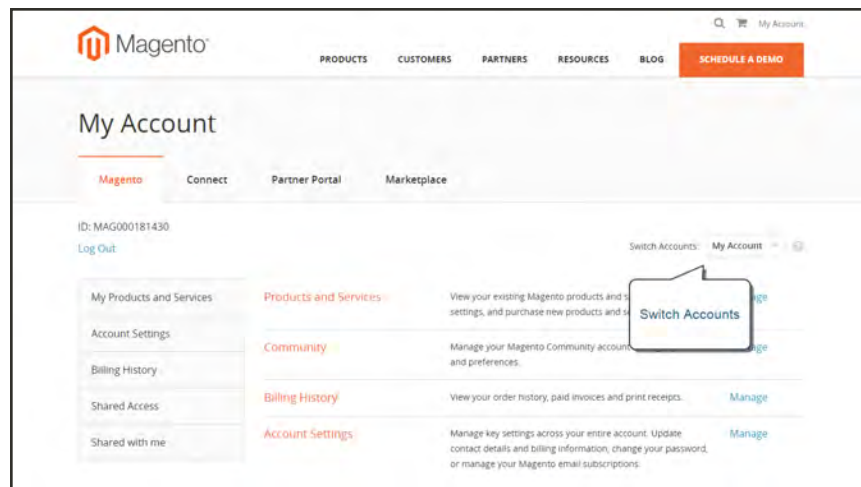 Magento
My Account
PRODUCTS CUSTOMERS PARTNERS RESOURCES BLOG SCHEDULE A DEMO
My Account
Magento Connect Partner Portal Marketplace
ID: MAG000181430
Log Out
Switch Accounts: My Account
Switch Accounts
My Products and Services
Account Settings
Billing History
Shared Access
Shared with me
Products and Services
View your existing Magento products and
settings, and purchase new products and
Community
Manage your Magento Community account
and preferences.
Billing History
View your order history, paid invoices and print receipts.
Manage
Account Settings
Manage key settings across your entire account. Update
contact details and billing information, change your password,
or manage your Magento email subscriptions.
Manage